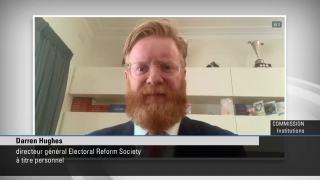 COMMISSION
Institutions
Darren Hughes
directeur général Electoral Reform Society
à titre personnel